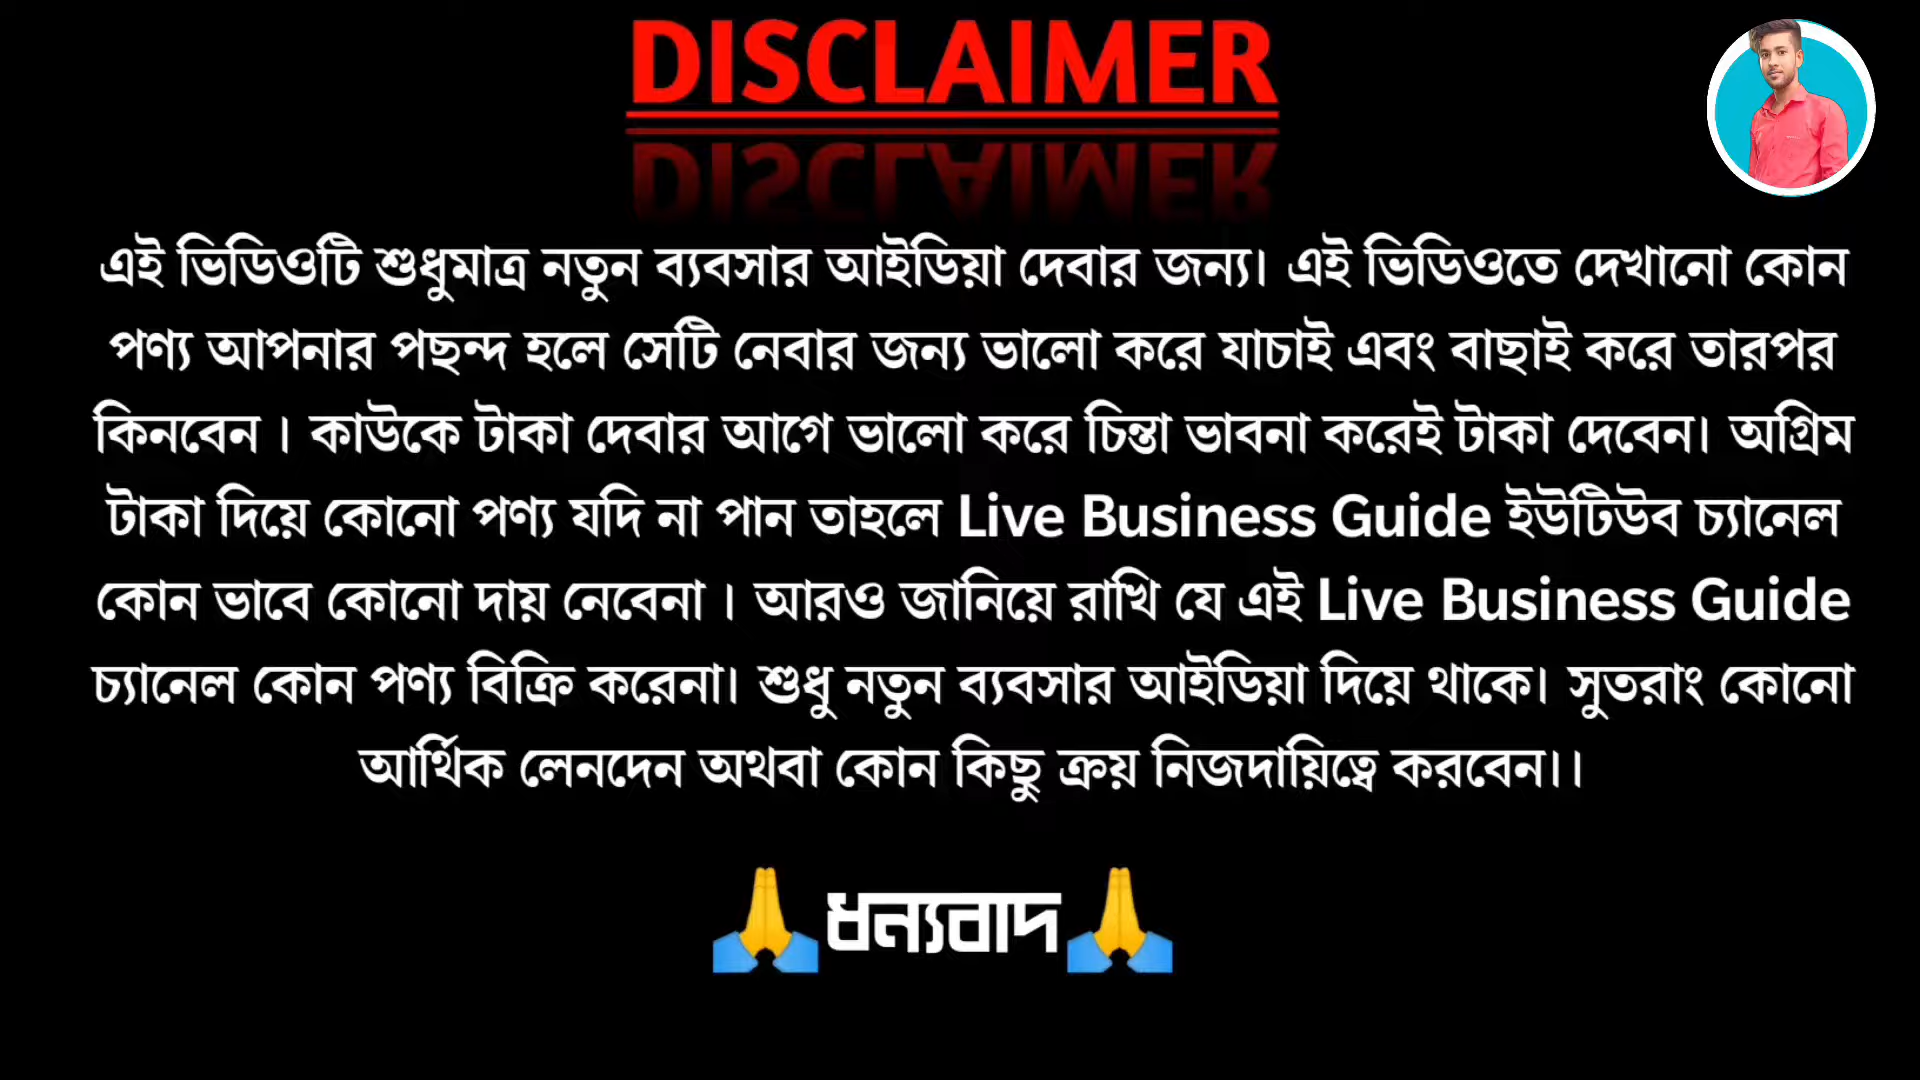 DISCLAIMER
এই ভিডিওটি শুধুমাত্র নতুন ব্যবসার আইডিয়া দেবার জন্য। এই ভিডিওতে দেখানো কোন
পণ্য আপনার পছন্দ হলে সেটি নেবার জন্য ভালো করে যাচাই এবং বাছাই করে তারপর
কিনবেন । কাউকে টাকা দেবার আগে ভালো করে চিন্তা ভাবনা করেই টাকা দেবেন। অগ্রিম
টাকা দিয়ে কোনো পণ্য যদি না পান তাহলে Live Business Guide ইউটিউব চ্যানেল
কোন ভাবে কোনো দায় নেবেনা । আরও জানিয়ে রাখি যে এই Live Business Guide
চ্যানেল কোন পণ্য বিক্রি করেনা। শুধু নতুন ব্যবসার আইডিয়া দিয়ে থাকে। সুতরাং কোনো
আর্থিক লেনদেন অথবা কোন কিছু ক্রয় নিজদায়িত্বে করবেন।।
🙏ধন্যবাদ🙏